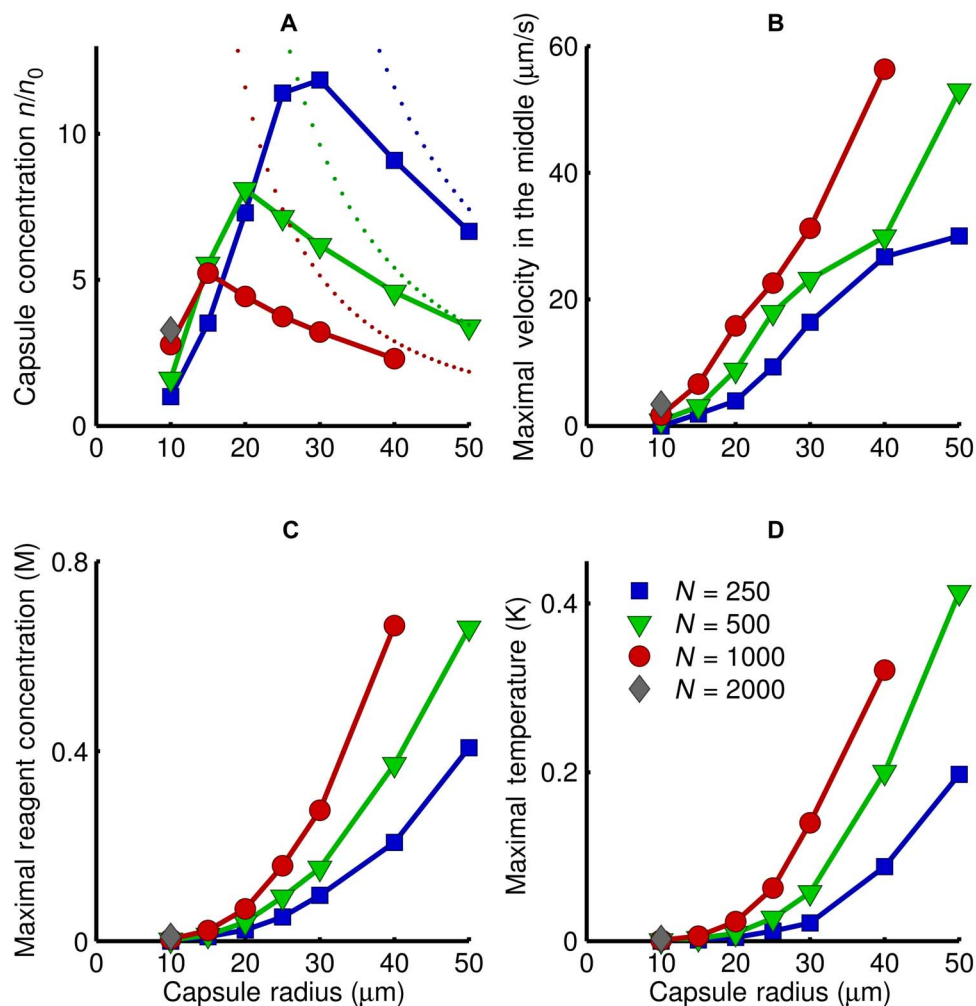 A
Capsule concentration n/n₀
10
5
0
0 10 20 30 40 50
B
Maximal velocity in the middle (μm/s)
60
40
20
0
0 10 20 30 40 50
C
Maximal reagent concentration (M)
0.8
0.4
0
0 10 20 30 40 50
Capsule radius (μm)
D
Maximal temperature (K)
0.4
0.2
0
N = 250
N = 500
N = 1000
N = 2000
0 10 20 30 40 50
Capsule radius (μm)